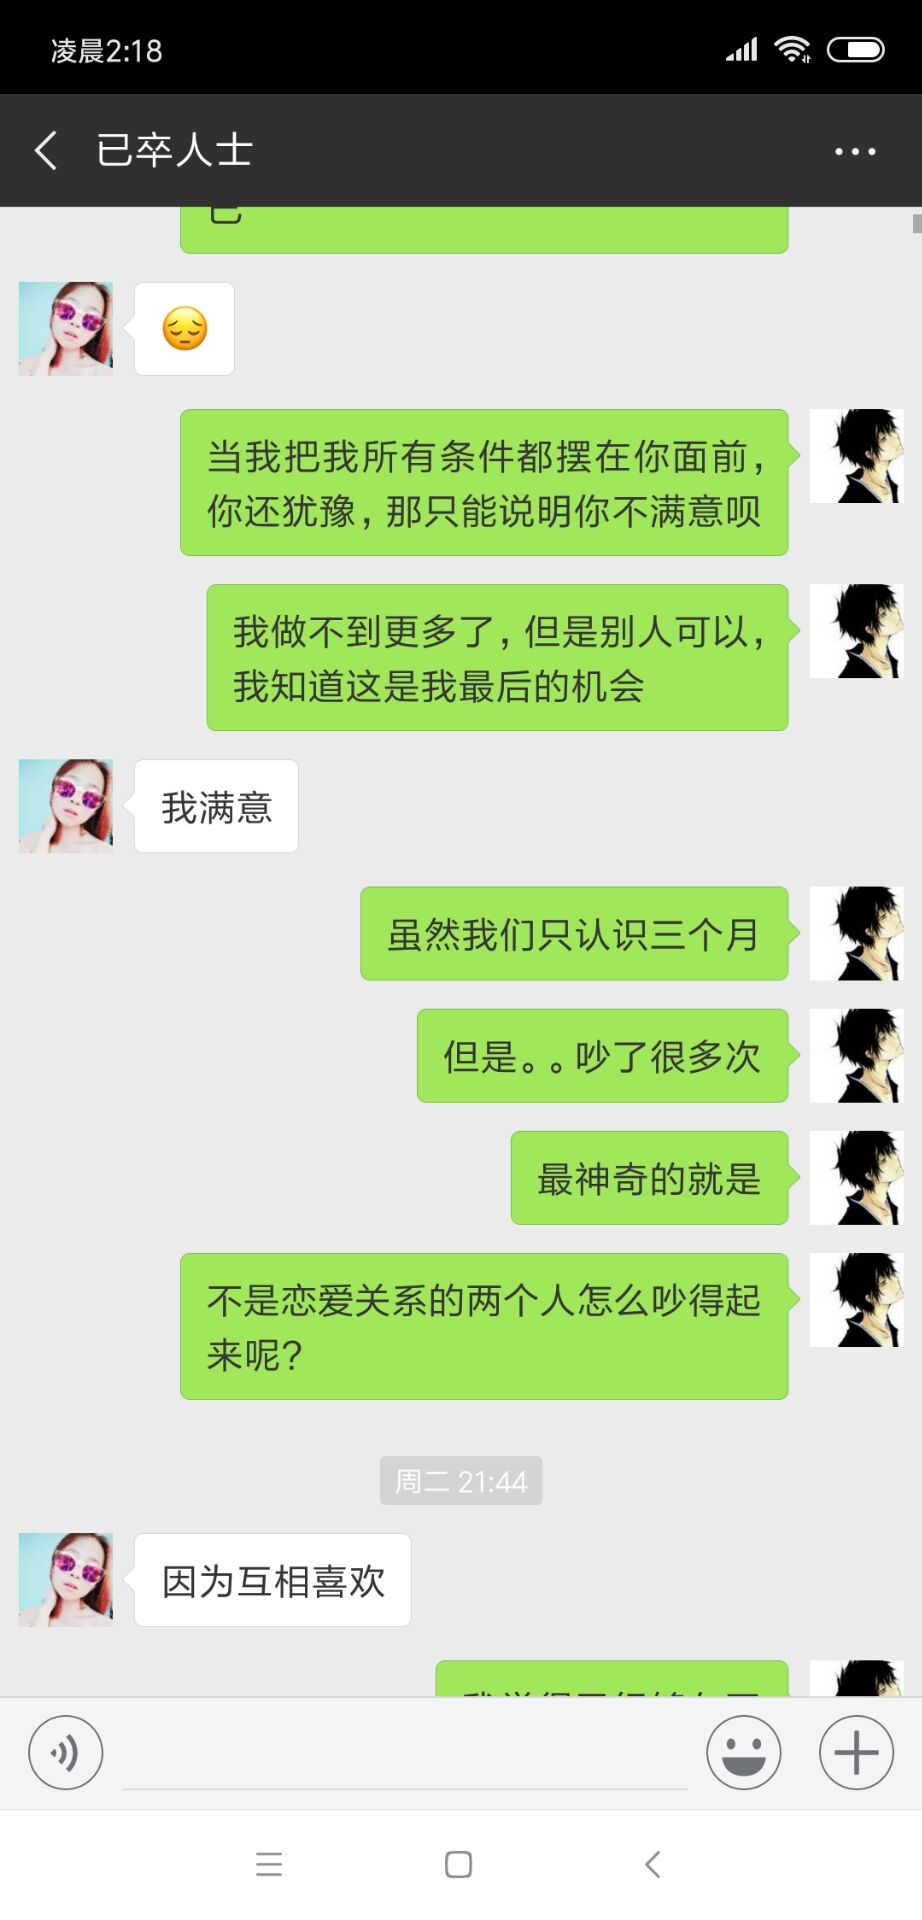 凌晨2:18
已卒人士
当我把我所有条件都摆在你面前，
你还犹豫，那只能说明你不满意呗
我做不到更多了，但是别人可以，
我知道这是我最后的机会
我满意
虽然我们只认识三个月
但是。。吵了很多次
最神奇的就是
不是恋爱关系的两个人怎么吵得起
来呢？
周二 21:44
因为互相喜欢